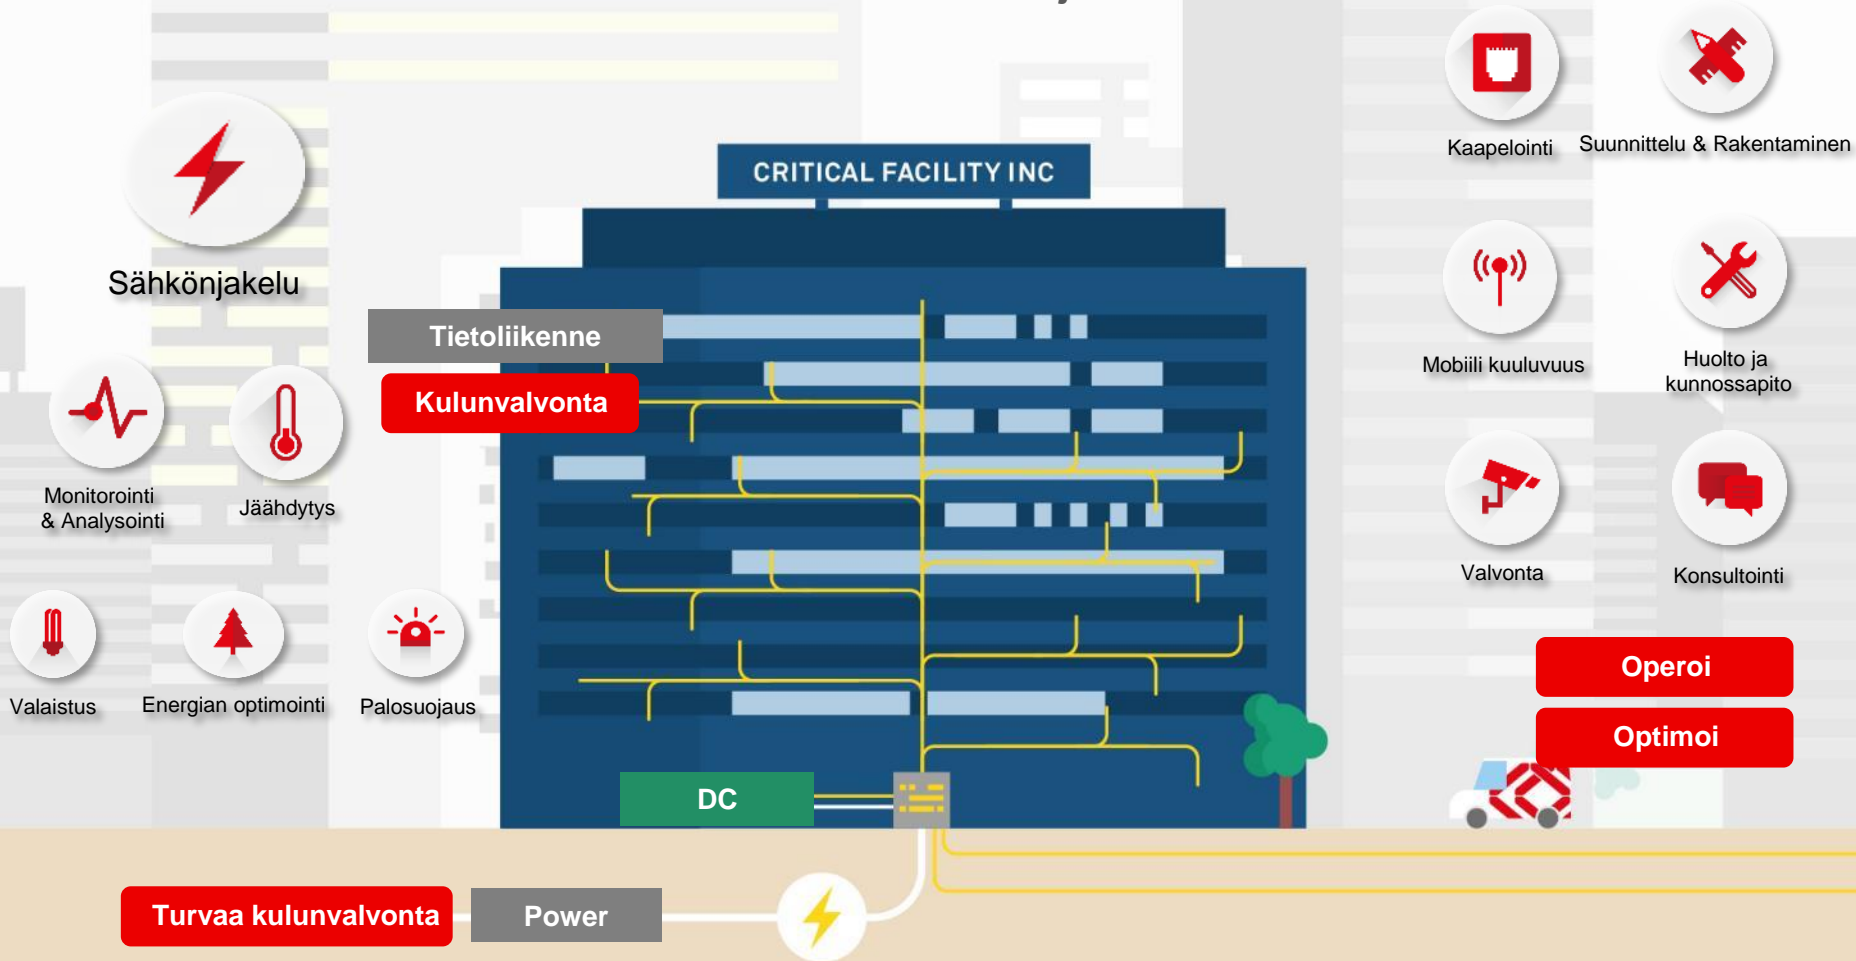 CRITICAL FACILITY INC
Sähkönjakelu
Monitorointi
& Analysointi
Jäähdytys
Valaistus
Energian optimointi
Palosuojaus
Tietoliikenne
Kulunvalvonta
DC
Turvaa kulunvalvonta
Power
Kaapelointi
Suunnittelu & Rakentaminen
Mobiili kuuluvuus
Huolto ja
kunnossapito
Valvonta
Konsultointi
Operoi
Optimoi